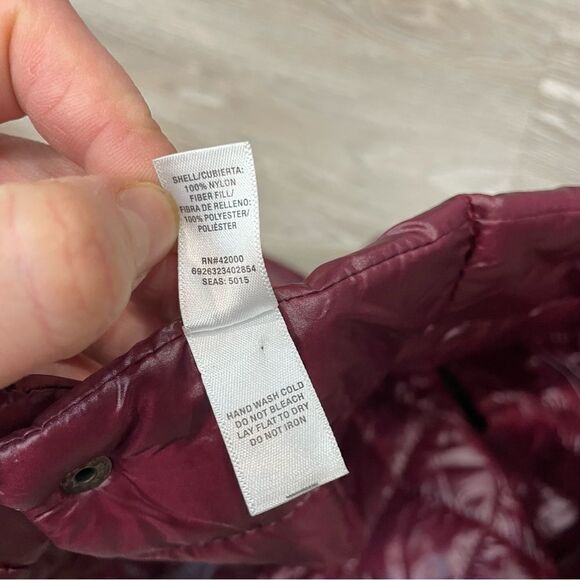 SHELL/CUBIERTA:
100% NYLON
FIBER FILL/
FIBRA DE RELLENO:
100% POLYESTER/
POLIÉSTER
RN#42000
6926323402854
SEAS: 5015
HAND WASH COLD
DO NOT BLEACH
LAY FLAT TO DRY
DO NOT IRON